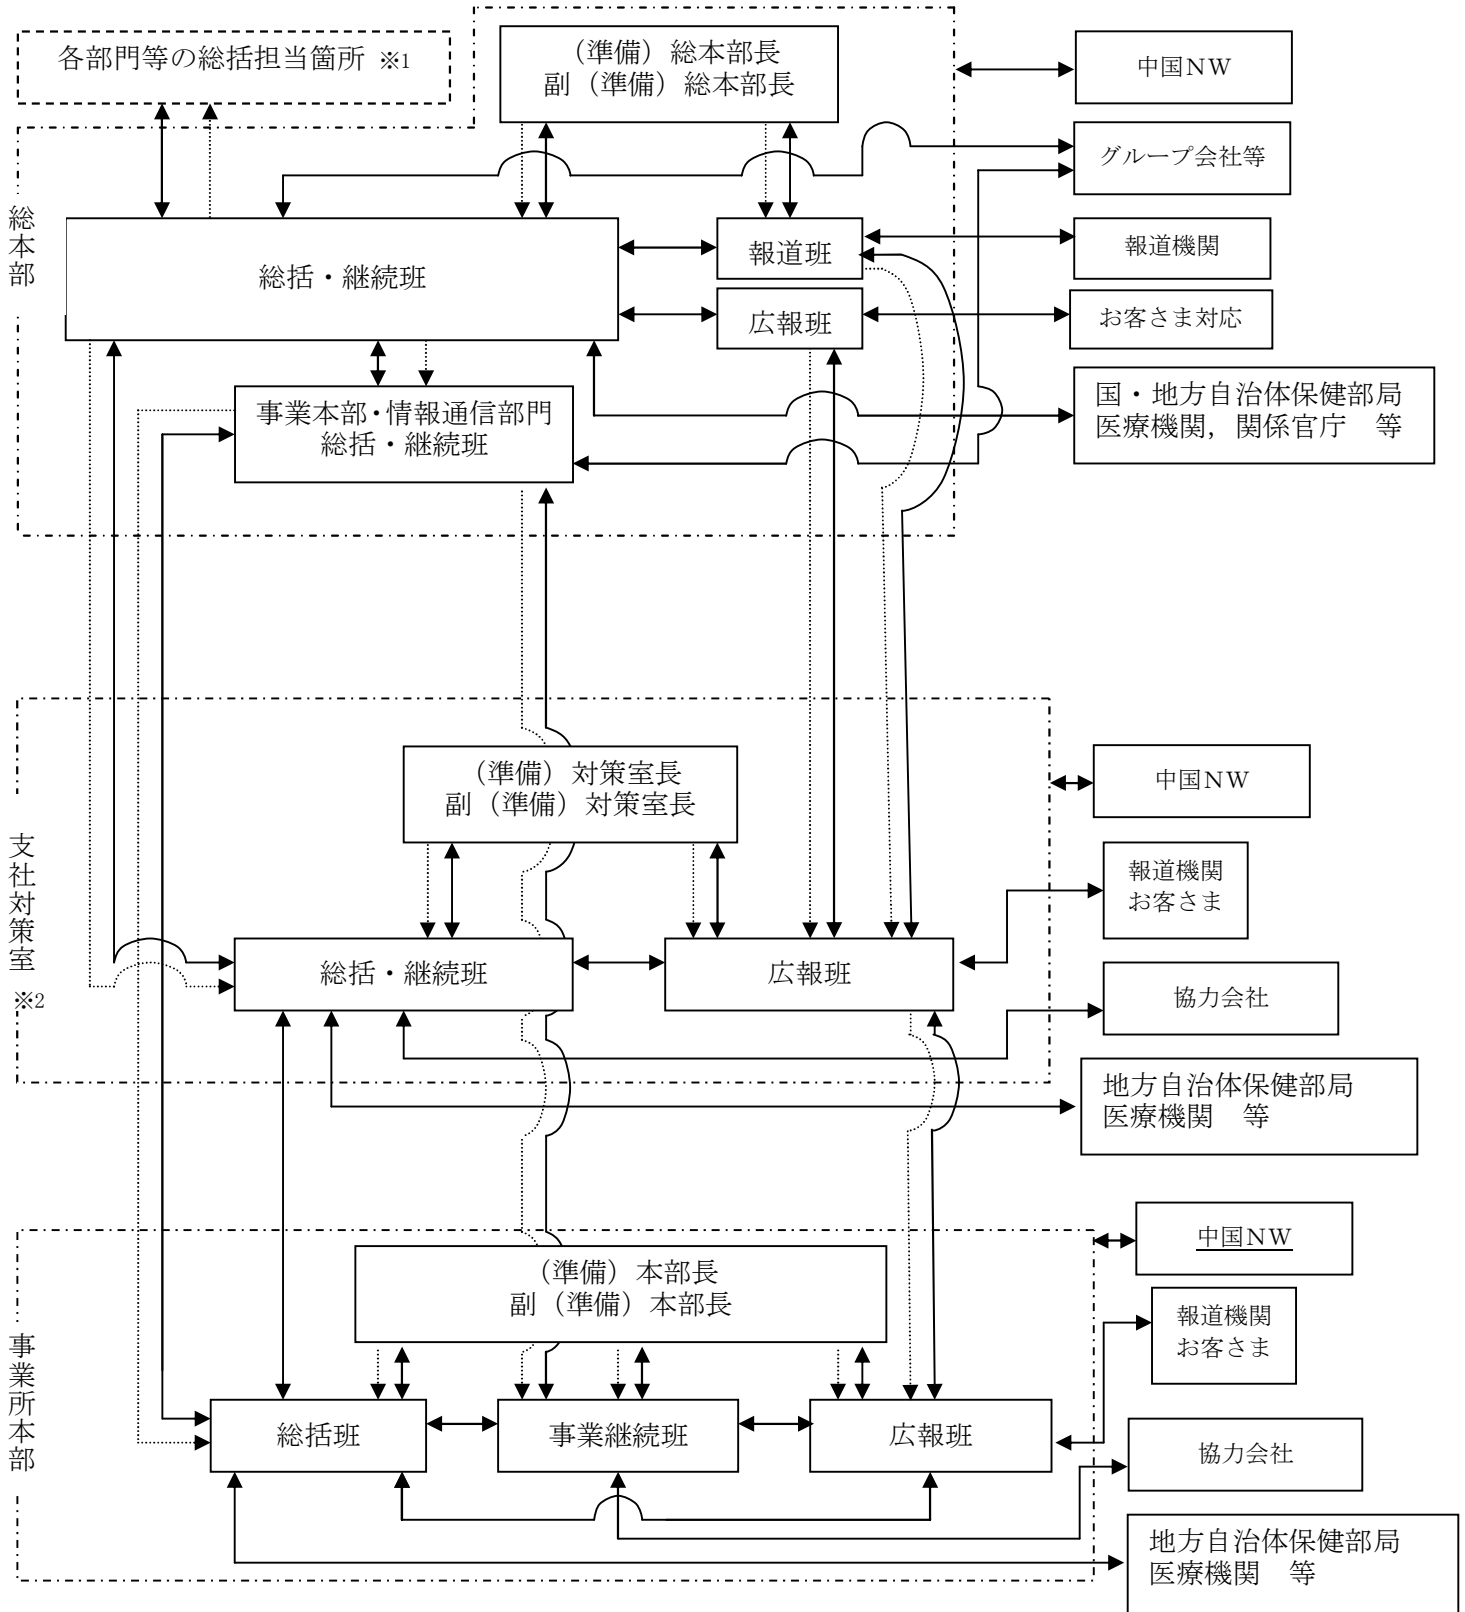 各部門等の総括担当箇所 ※1
（準備）総本部長
副（準備）総本部長
中国ＮＷ
グループ会社等
総本部
総括・継続班
報道班
報道機関
広報班
お客さま対応
事業本部・情報通信部門
総括・継続班
国・地方自治体保健部局
医療機関，関係官庁　等
（準備）対策室長
副（準備）対策室長
中国ＮＷ
支社対策室
※2
報道機関
お客さま
総括・継続班
広報班
協力会社
地方自治体保健部局
医療機関　等
中国ＮＷ
（準備）本部長
副（準備）本部長
報道機関
お客さま
事業所本部
総括班
事業継続班
広報班
協力会社
地方自治体保健部局
医療機関　等